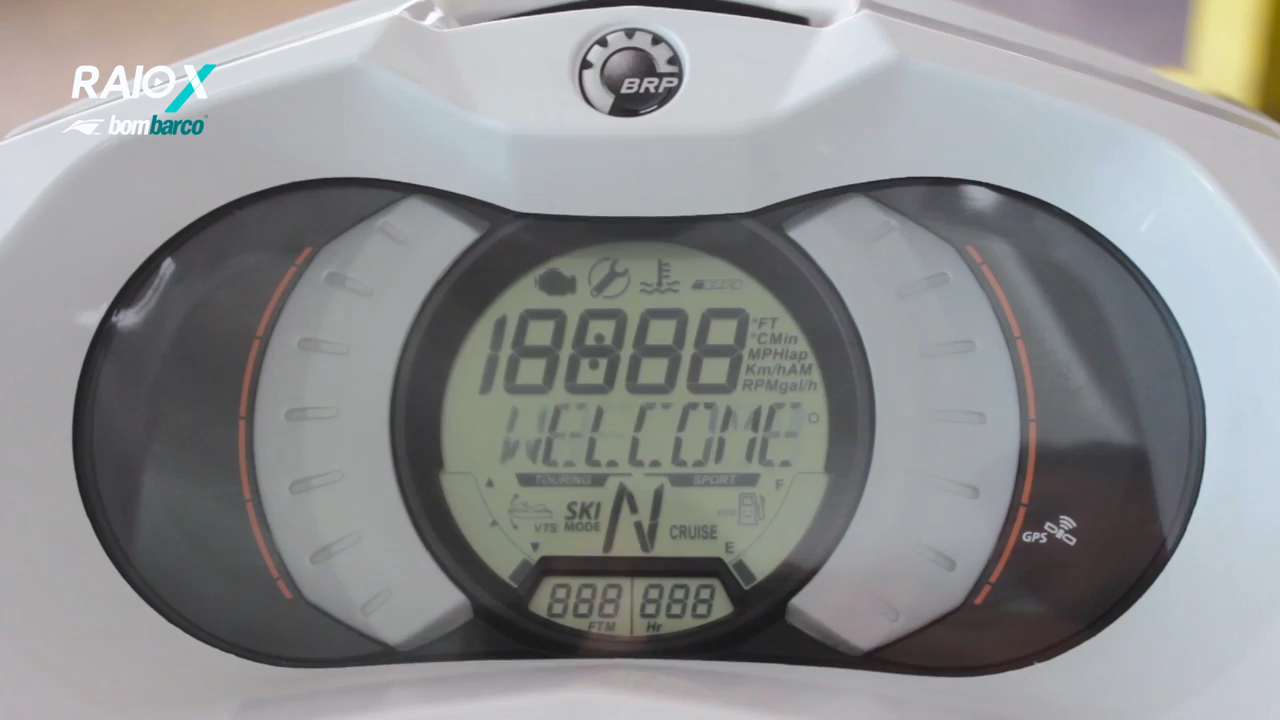 RAIOX
bombarco
BRP
18888
°FT
°CMin
MPHlap
Km/hAM
RPMgal/h
WELCOME
TOURING SPORT
F
VTS SKI MODE N CRUISE
E
888 888
FTM Hr
GPS